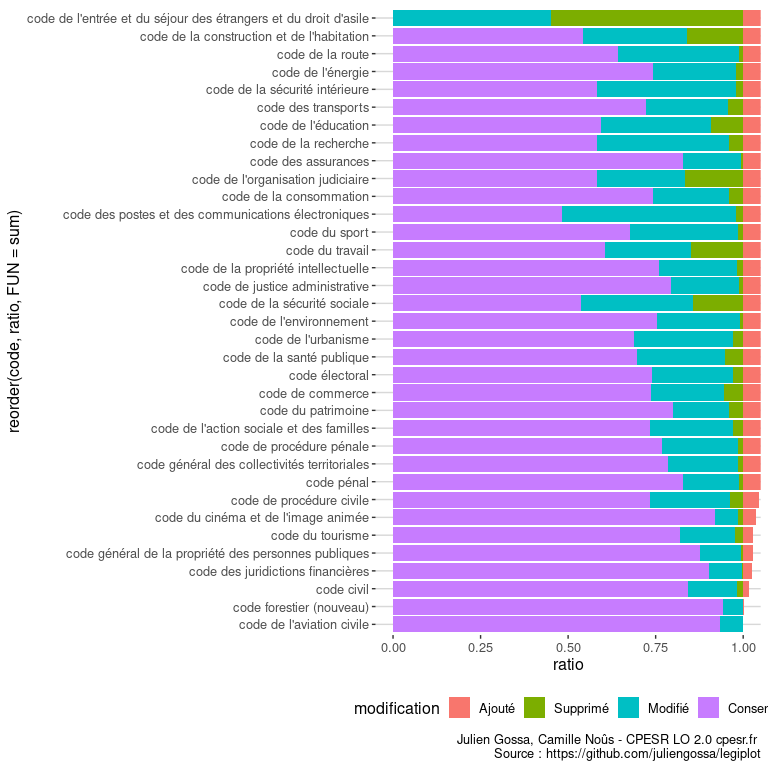 code de l'entrée et du séjour des étrangers et du droit d'asile
code de la construction et de l'habitation
code de la route
code de l'énergie
code de la sécurité intérieure
code des transports
code de l'éducation
code de la recherche
code des assurances
code de l'organisation judiciaire
code de la consommation
code des postes et des communications électroniques
code du sport
code du travail
code de la propriété intellectuelle
code de justice administrative
code de la sécurité sociale
code de l'environnement
code de l'urbanisme
code de la santé publique
code électoral
code de commerce
code du patrimoine
code de l'action sociale et des familles
code de procédure pénale
code général des collectivités territoriales
code pénal
code de procédure civile
code du cinéma et de l'image animée
code du tourisme
code général de la propriété des personnes publiques
code des juridictions financières
code civil
code forestier (nouveau)
code de l'aviation civile
reorder(code, ratio, FUN = sum)
0.00 0.25 0.50 0.75 1.00
ratio
modification Ajouté Supprimé Modifié Conser
Julien Gossa, Camille Noûs - CPESR LO 2.0 cpesr.fr
Source : https://github.com/juliengossa/legiplot